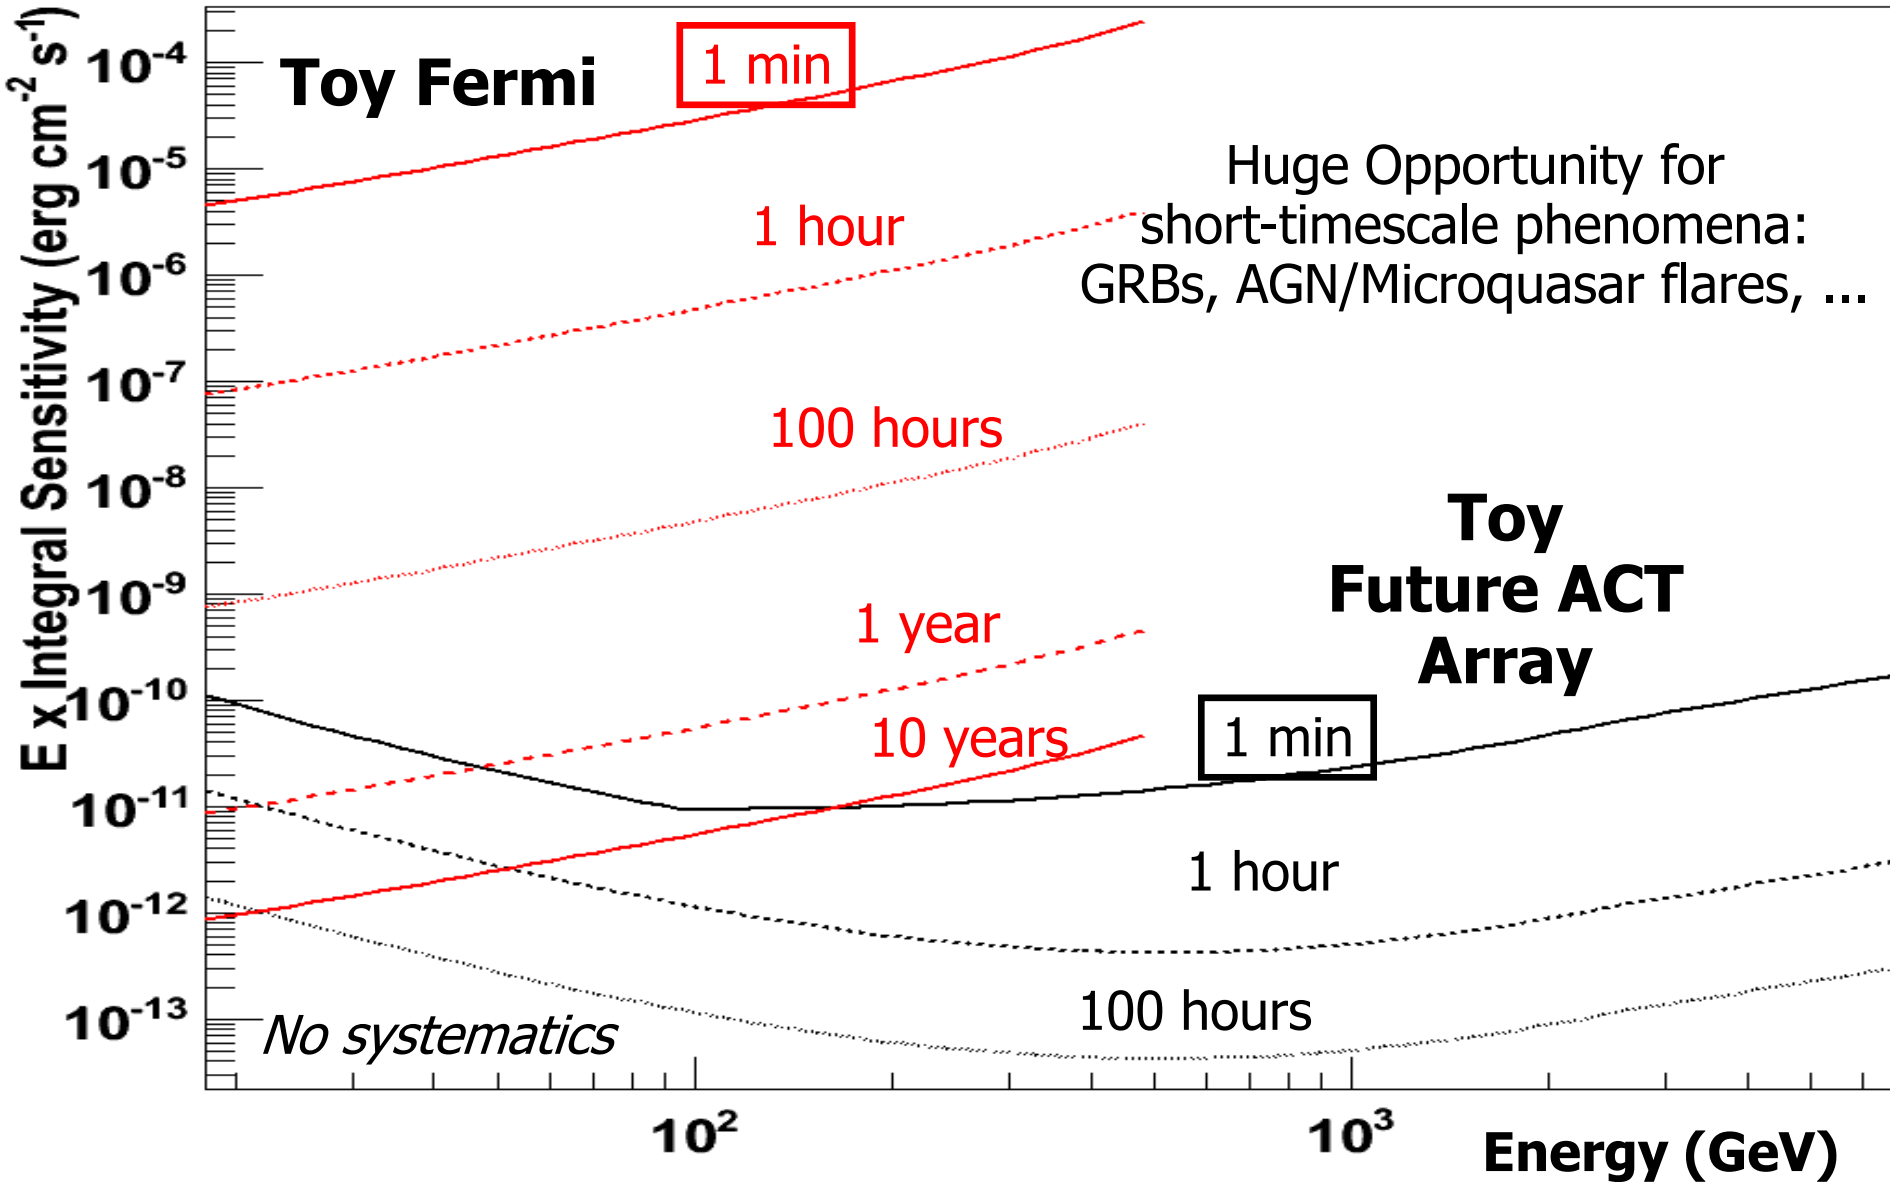 E x Integral Sensitivity (erg cm⁻² s⁻¹)
10⁻⁴
10⁻⁵
10⁻⁶
10⁻⁷
10⁻⁸
10⁻⁹
10⁻¹⁰
10⁻¹¹
10⁻¹²
10⁻¹³
Toy Fermi
1 min
1 hour
100 hours
1 year
10 years
Huge Opportunity for
short-timescale phenomena:
GRBs, AGN/Microquasar flares, ...
Toy
Future ACT
Array
1 min
1 hour
100 hours
No systematics
10²
10³
Energy (GeV)